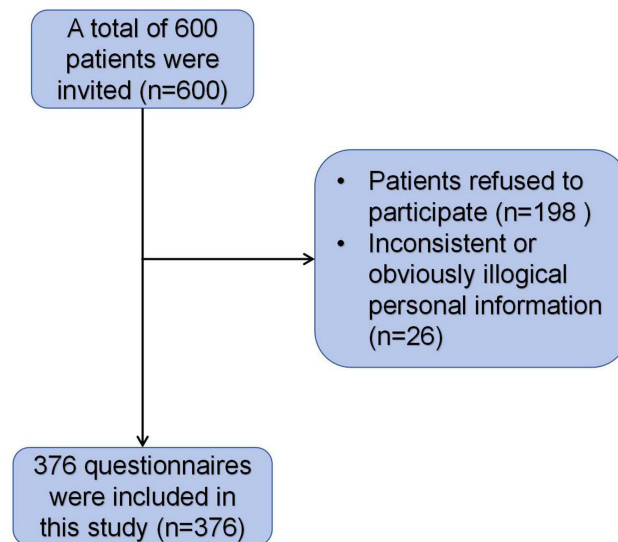 A total of 600
patients were
invited (n=600)
• Patients refused to
participate (n=198 )
• Inconsistent or
obviously illogical
personal information
(n=26)
376 questionnaires
were included in
this study (n=376)